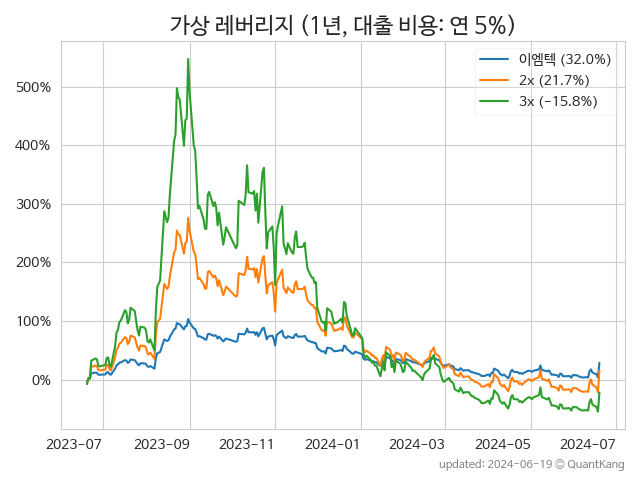 가상 레버리지 (1년, 대출 비용: 연 5%)
이엠텍 (32.0%)
2x (21.7%)
3x (-15.8%)
500%
400%
300%
200%
100%
0%
2023-07 2023-09 2023-11 2024-01 2024-03 2024-05 2024-07
updated: 2024-06-19 © QuantKang